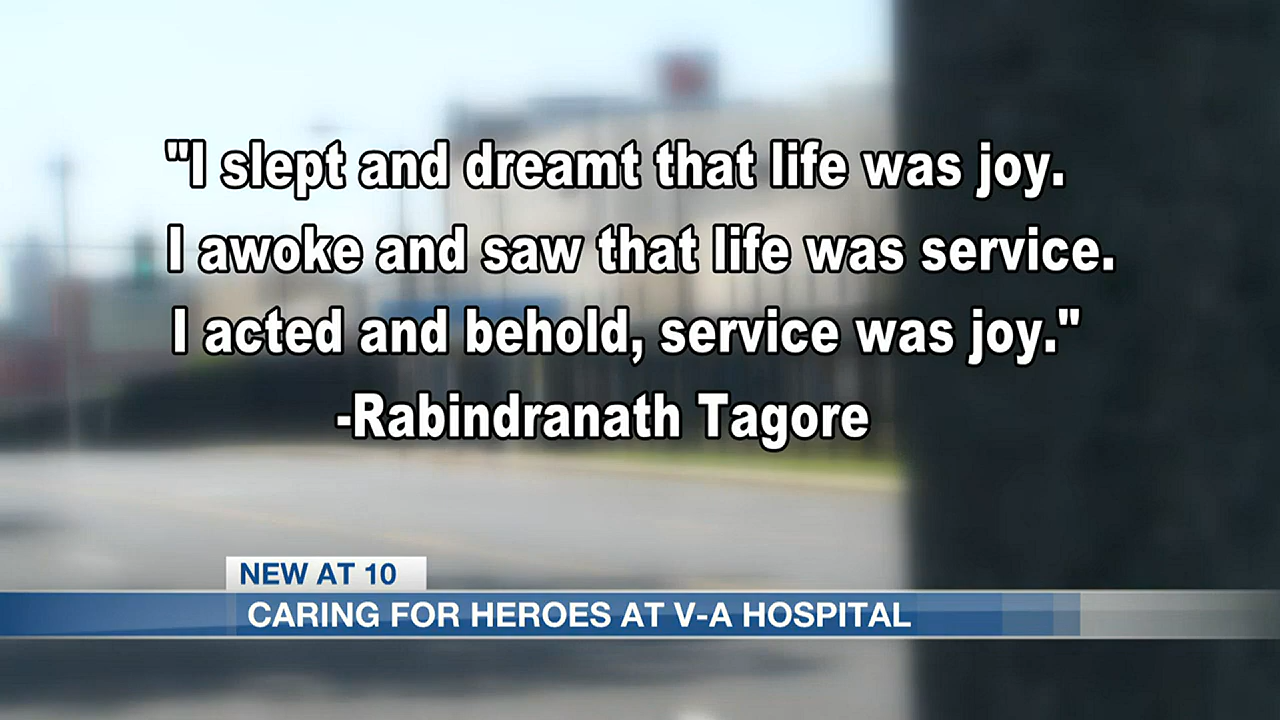 "I slept and dreamt that life was joy.
I awoke and saw that life was service.
I acted and behold, service was joy."
-Rabindranath Tagore
NEW AT 10
CARING FOR HEROES AT V-A HOSPITAL